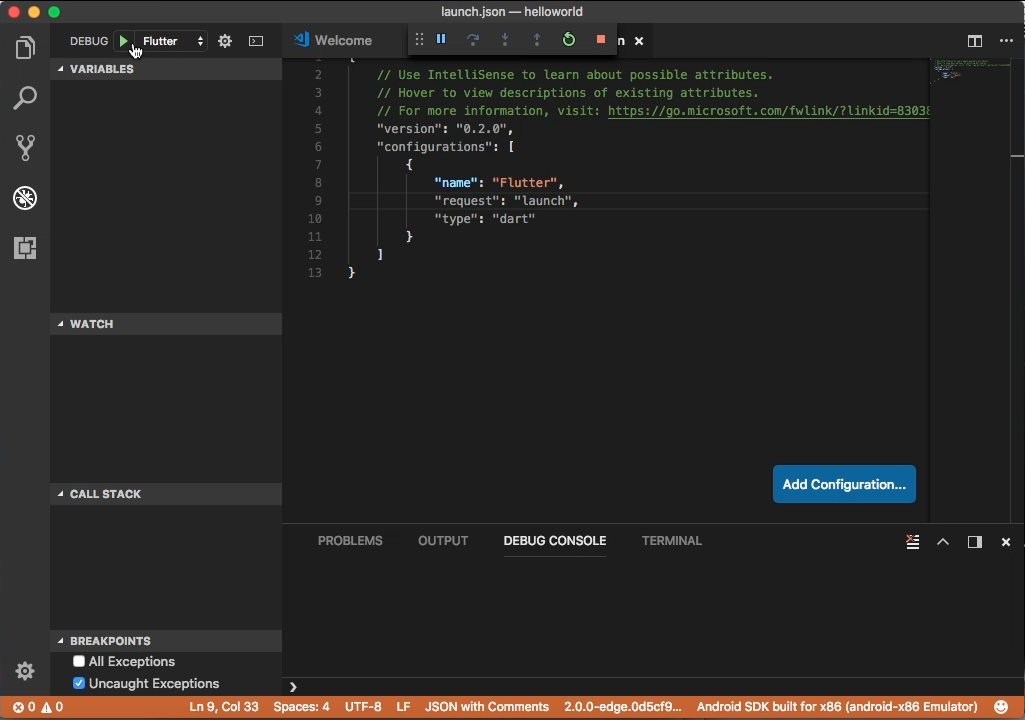 launch.json — helloworld
DEBUG Flutter
Welcome
n
VARIABLES
WATCH
CALL STACK
BREAKPOINTS
All Exceptions
Uncaught Exceptions
2 // Use IntelliSense to learn about possible attributes.
3 // Hover to view descriptions of existing attributes.
4 // For more information, visit: https://go.microsoft.com/fwlink/?linkid=83038
5 "version": "0.2.0",
6 "configurations": [
7 {
8 "name": "Flutter",
9 "request": "launch",
10 "type": "dart"
11 }
12 ]
13 }
Add Configuration...
PROBLEMS OUTPUT DEBUG CONSOLE TERMINAL
0 0 Ln 9, Col 33 Spaces: 4 UTF-8 LF JSON with Comments 2.0.0-edge.0d5cf9... Android SDK built for x86 (android-x86 Emulator)